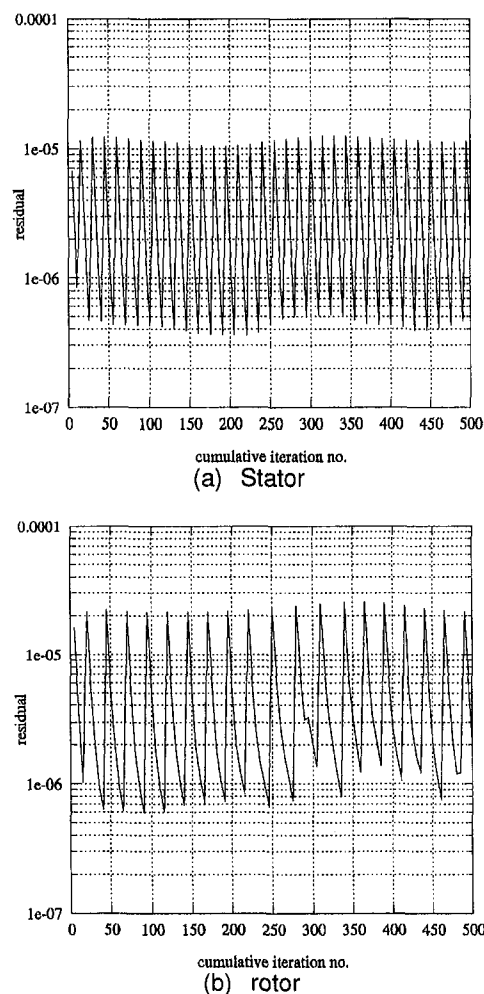 0.0001
1e-05
residual
1e-06
1e-07
0 50 100 150 200 250 300 350 400 450 500
cumulative iteration no.
(a) Stator
0.0001
1e-05
residual
1e-06
1e-07
0 50 100 150 200 250 300 350 400 450 500
cumulative iteration no.
(b) rotor